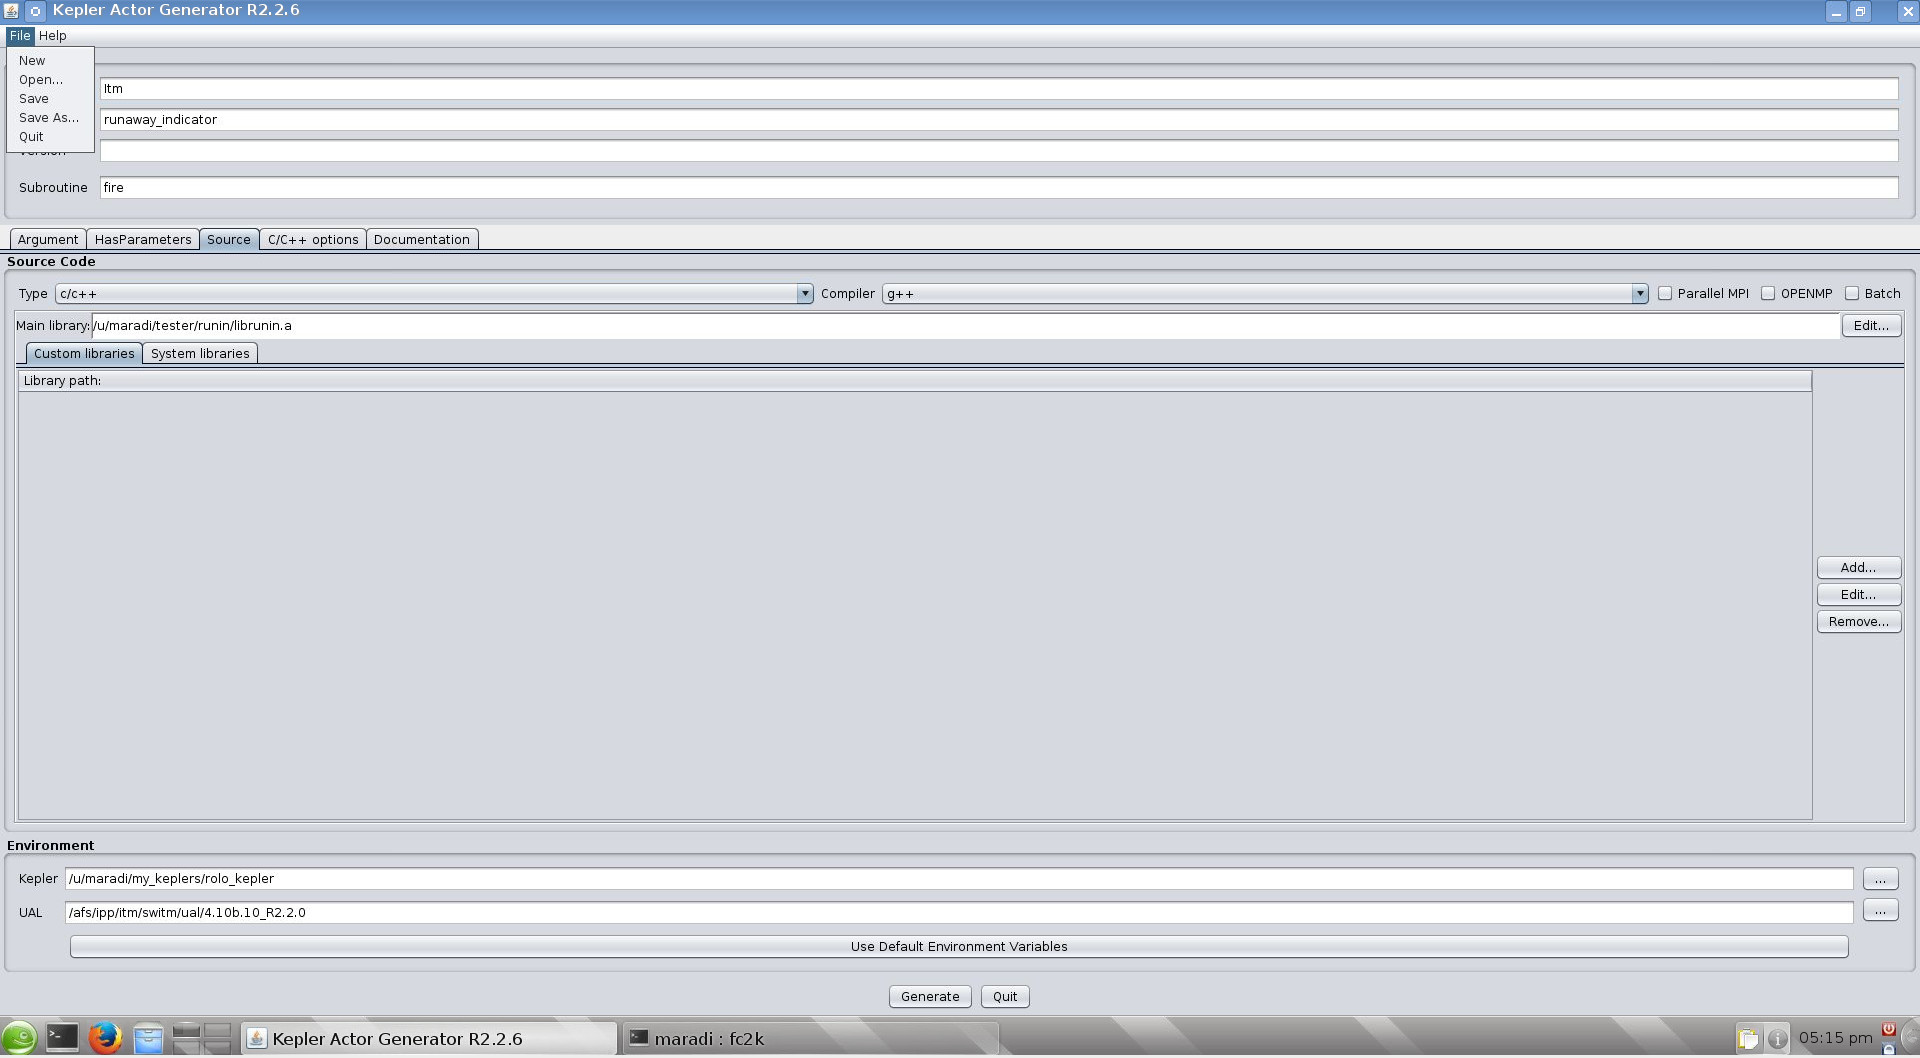 Kepler Actor Generator R2.2.6
File Help
New
Open...
Save
Save As...
Quit
Itm
runaway_indicator
Version
Subroutine fire
Argument HasParameters Source C/C++ options Documentation
Source Code
Type c/c++ Compiler g++ Parallel MPI OPENMP Batch
Main library: /u/maradi/tester/runin/librunin.a Edit...
Custom libraries System libraries
Library path:
Add...
Edit...
Remove...
Environment
Kepler /u/maradi/my_keplers/rolo_kepler ...
UAL /afs/ipp/itm/switm/ual/4.10b.10_R2.2.0 ...
Use Default Environment Variables
Generate Quit
Kepler Actor Generator R2.2.6 maradi : fc2k 05:15 pm